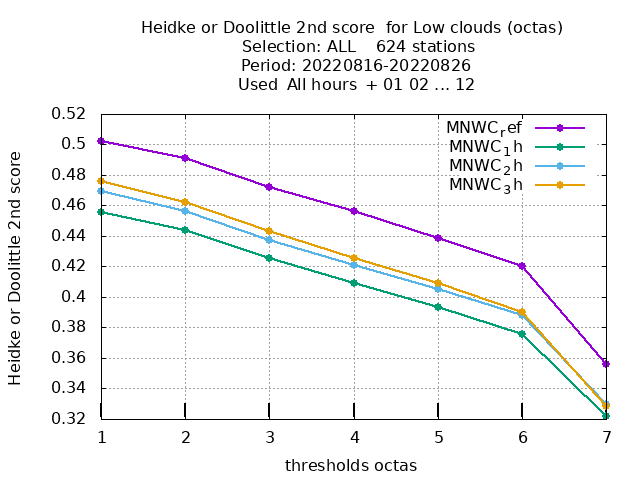 Heidke or Doolittle 2nd score  for Low clouds (octas)
Selection: ALL    624 stations
Period: 20220816-20220826
Used  All hours  + 01 02 ... 12
Heidke or Doolittle 2nd score
0.52
0.5
0.48
0.46
0.44
0.42
0.4
0.38
0.36
0.34
0.32
MNWC_ref
MNWC_1h
MNWC_2h
MNWC_3h
1 2 3 4 5 6 7
thresholds octas